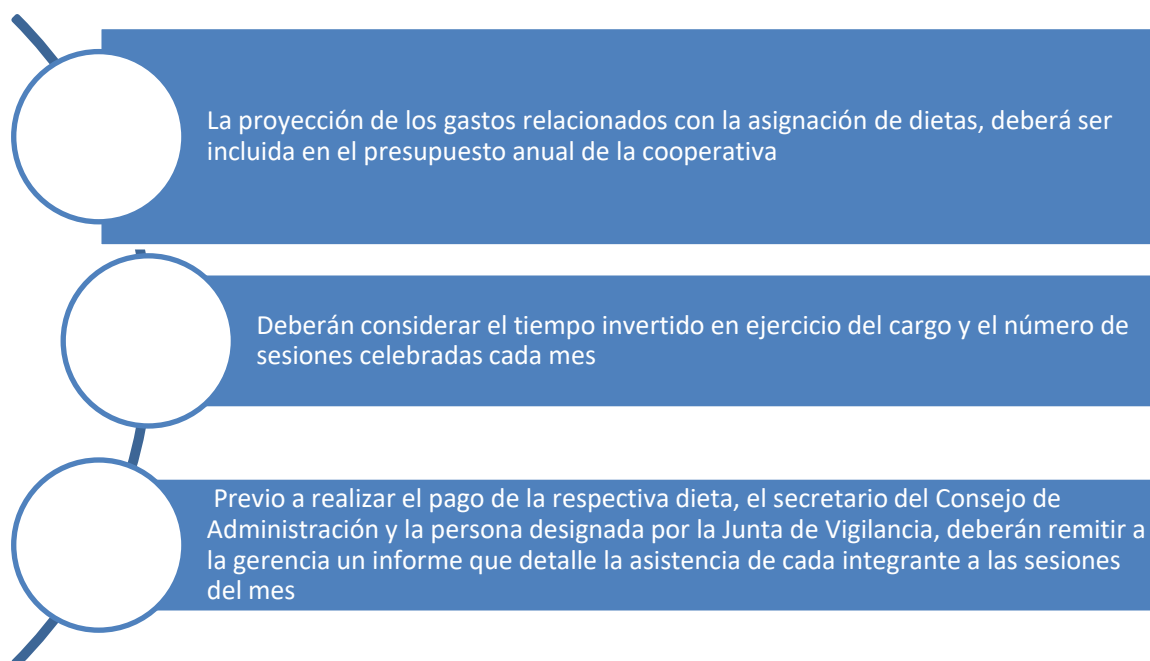 La proyección de los gastos relacionados con la asignación de dietas, deberá ser
incluida en el presupuesto anual de la cooperativa
Deberán considerar el tiempo invertido en ejercicio del cargo y el número de
sesiones celebradas cada mes
Previo a realizar el pago de la respectiva dieta, el secretario del Consejo de
Administración y la persona designada por la Junta de Vigilancia, deberán remitir a
la gerencia un informe que detalle la asistencia de cada integrante a las sesiones
del mes